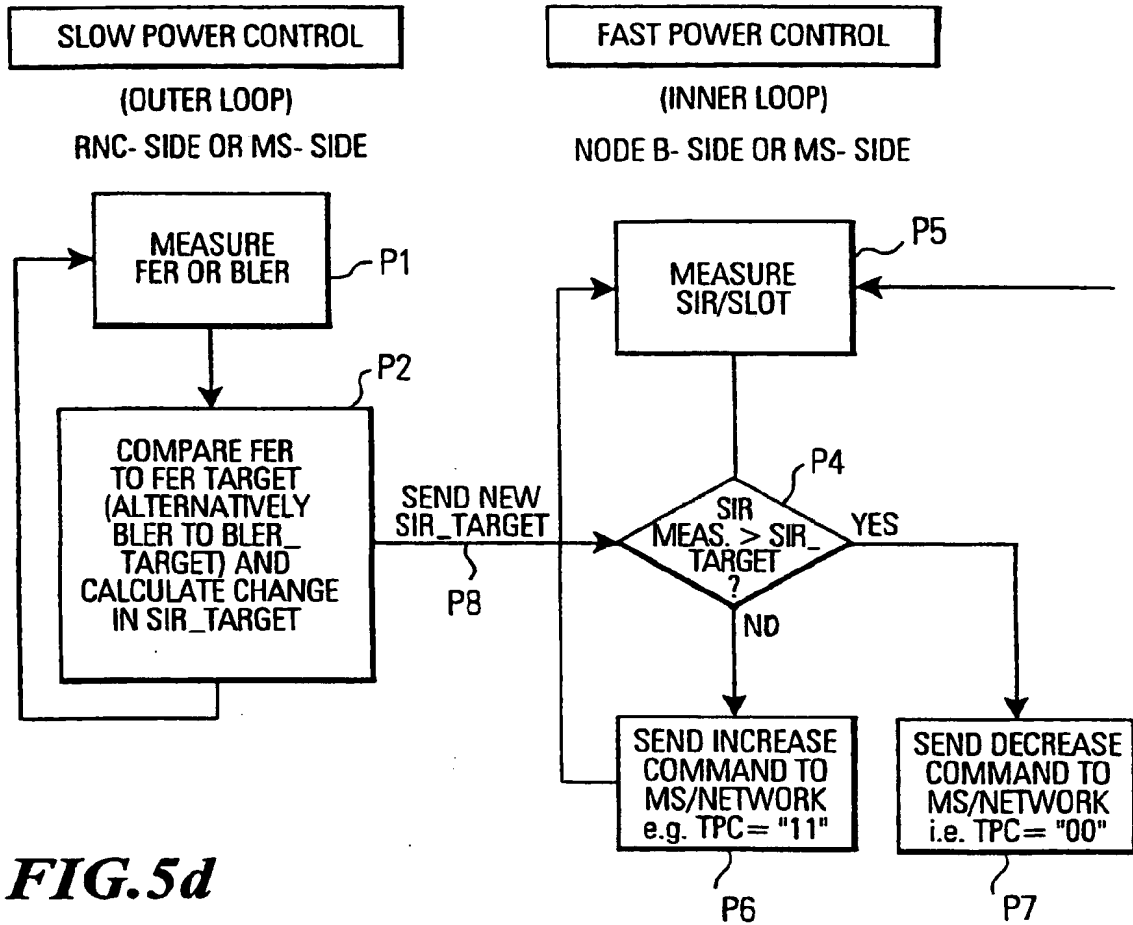 SLOW POWER CONTROL
(OUTER LOOP)
RNC- SIDE OR MS- SIDE
MEASURE
FER OR BLER
P1
P2
COMPARE FER
TO FER TARGET
(ALTERNATIVELY
BLER TO BLER_
TARGET) AND
CALCULATE CHANGE
IN SIR_TARGET
SEND NEW
SIR_TARGET
P8
FAST POWER CONTROL
(INNER LOOP)
NODE B- SIDE OR MS- SIDE
P5
MEASURE
SIR/SLOT
P4
SIR
MEAS. > SIR_
TARGET
?
YES
NO
SEND INCREASE
COMMAND TO
MS/NETWORK
e.g. TPC= "11"
P6
SEND DECREASE
COMMAND TO
MS/NETWORK
i.e. TPC= "00"
P7
FIG.5d